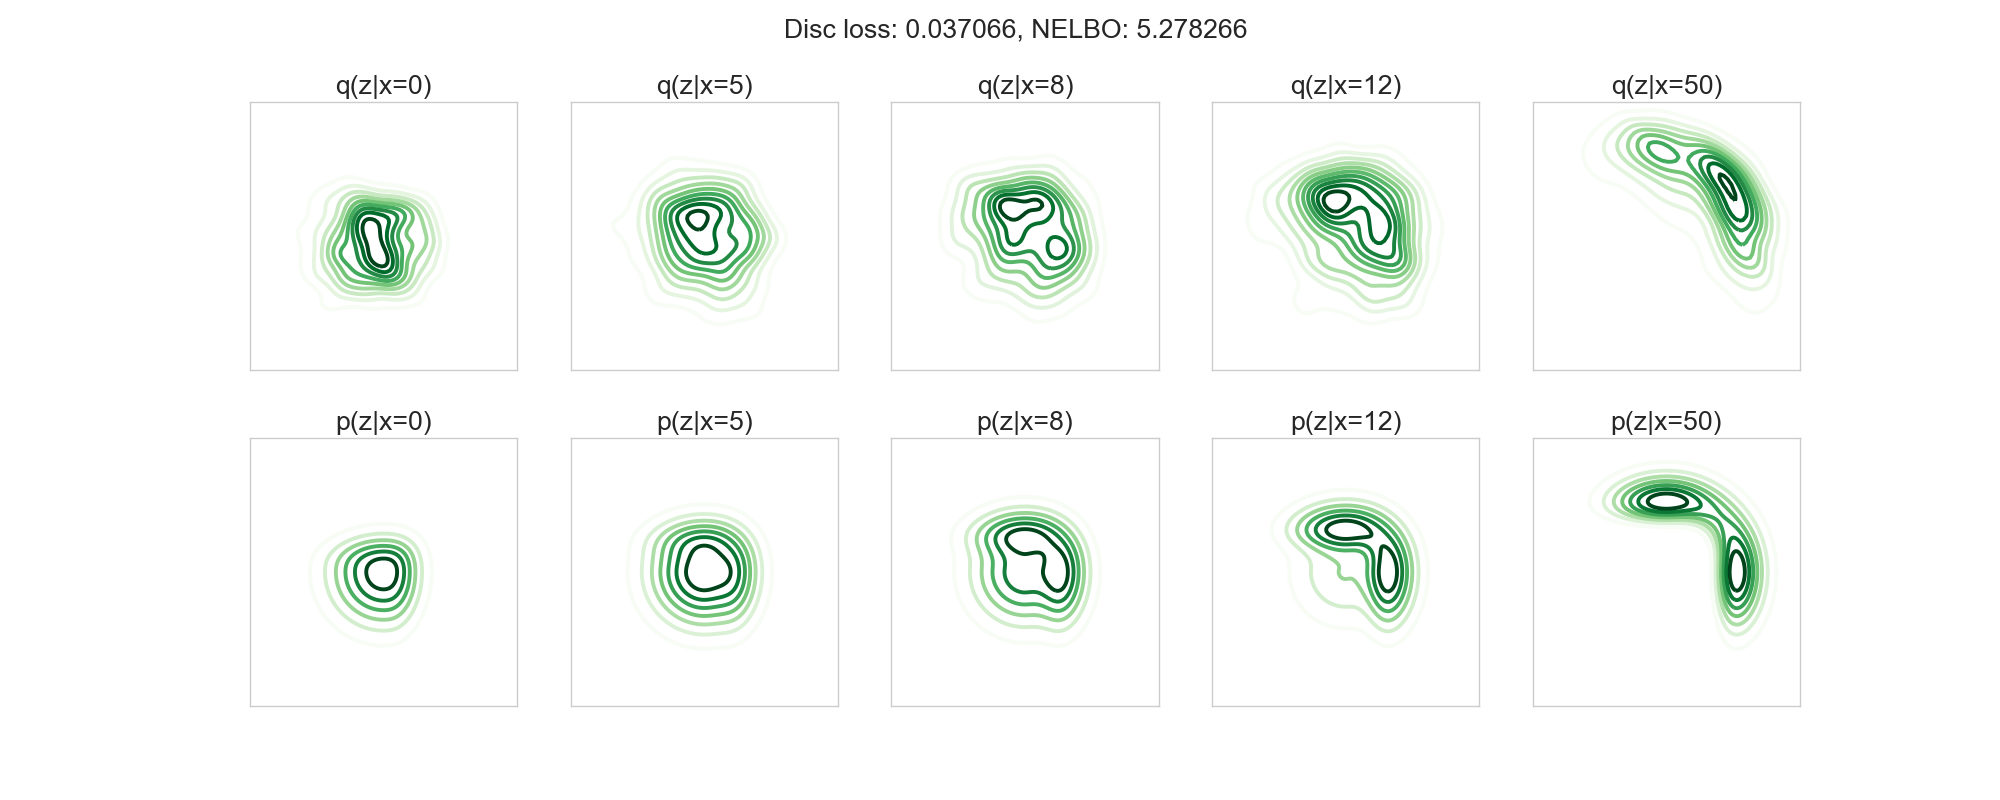 Disc loss: 0.037066, NELBO: 5.278266
q(z|x=0) q(z|x=5) q(z|x=8) q(z|x=12) q(z|x=50)
p(z|x=0) p(z|x=5) p(z|x=8) p(z|x=12) p(z|x=50)